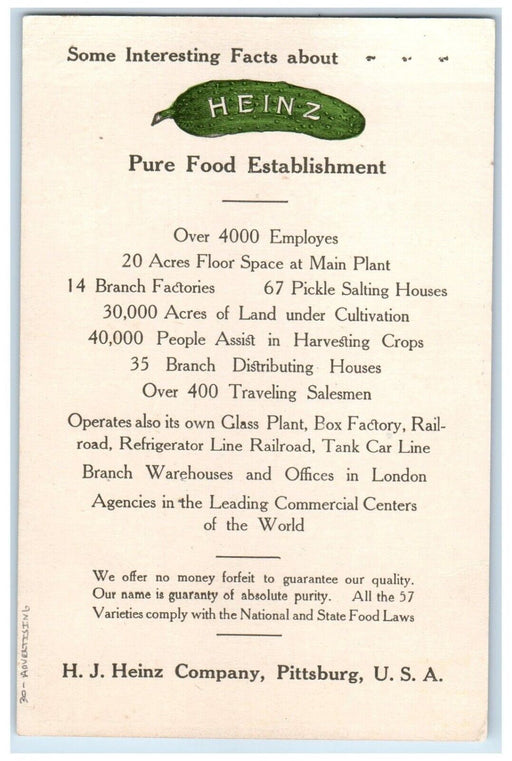 Some Interesting Facts about
HEINZ
Pure Food Establishment
Over 4000 Employes
20 Acres Floor Space at Main Plant
14 Branch Factories 67 Pickle Salting Houses
30,000 Acres of Land under Cultivation
40,000 People Assist in Harvesting Crops
35 Branch Distributing Houses
Over 400 Traveling Salesmen
Operates also its own Glass Plant, Box Factory, Rail-
road, Refrigerator Line Railroad, Tank Car Line
Branch Warehouses and Offices in London
Agencies in the Leading Commercial Centers
of the World
We offer no money forfeit to guarantee our quality.
Our name is guaranty of absolute purity. All the 57
Varieties comply with the National and State Food Laws
H. J. Heinz Company, Pittsburg, U. S. A.
30- ADVERTISING